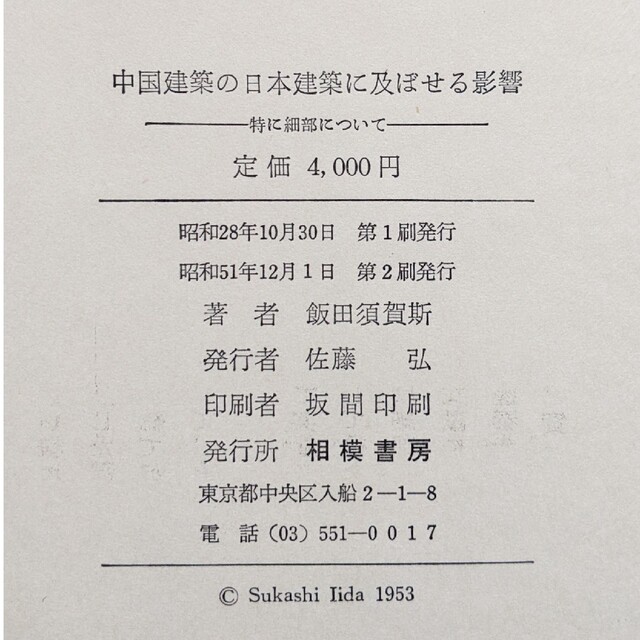 中国建築の日本建築に及ぼせる影響
――特に細部について――
定価 4,000円
昭和28年10月30日 第1刷発行
昭和51年12月1日 第2刷発行
著者 飯田須賀斯
発行者 佐藤 弘
印刷者 坂間印刷
発行所 相模書房
東京都中央区入船2―1―8
電話(03)551―0017
© Sukashi Iida 1953